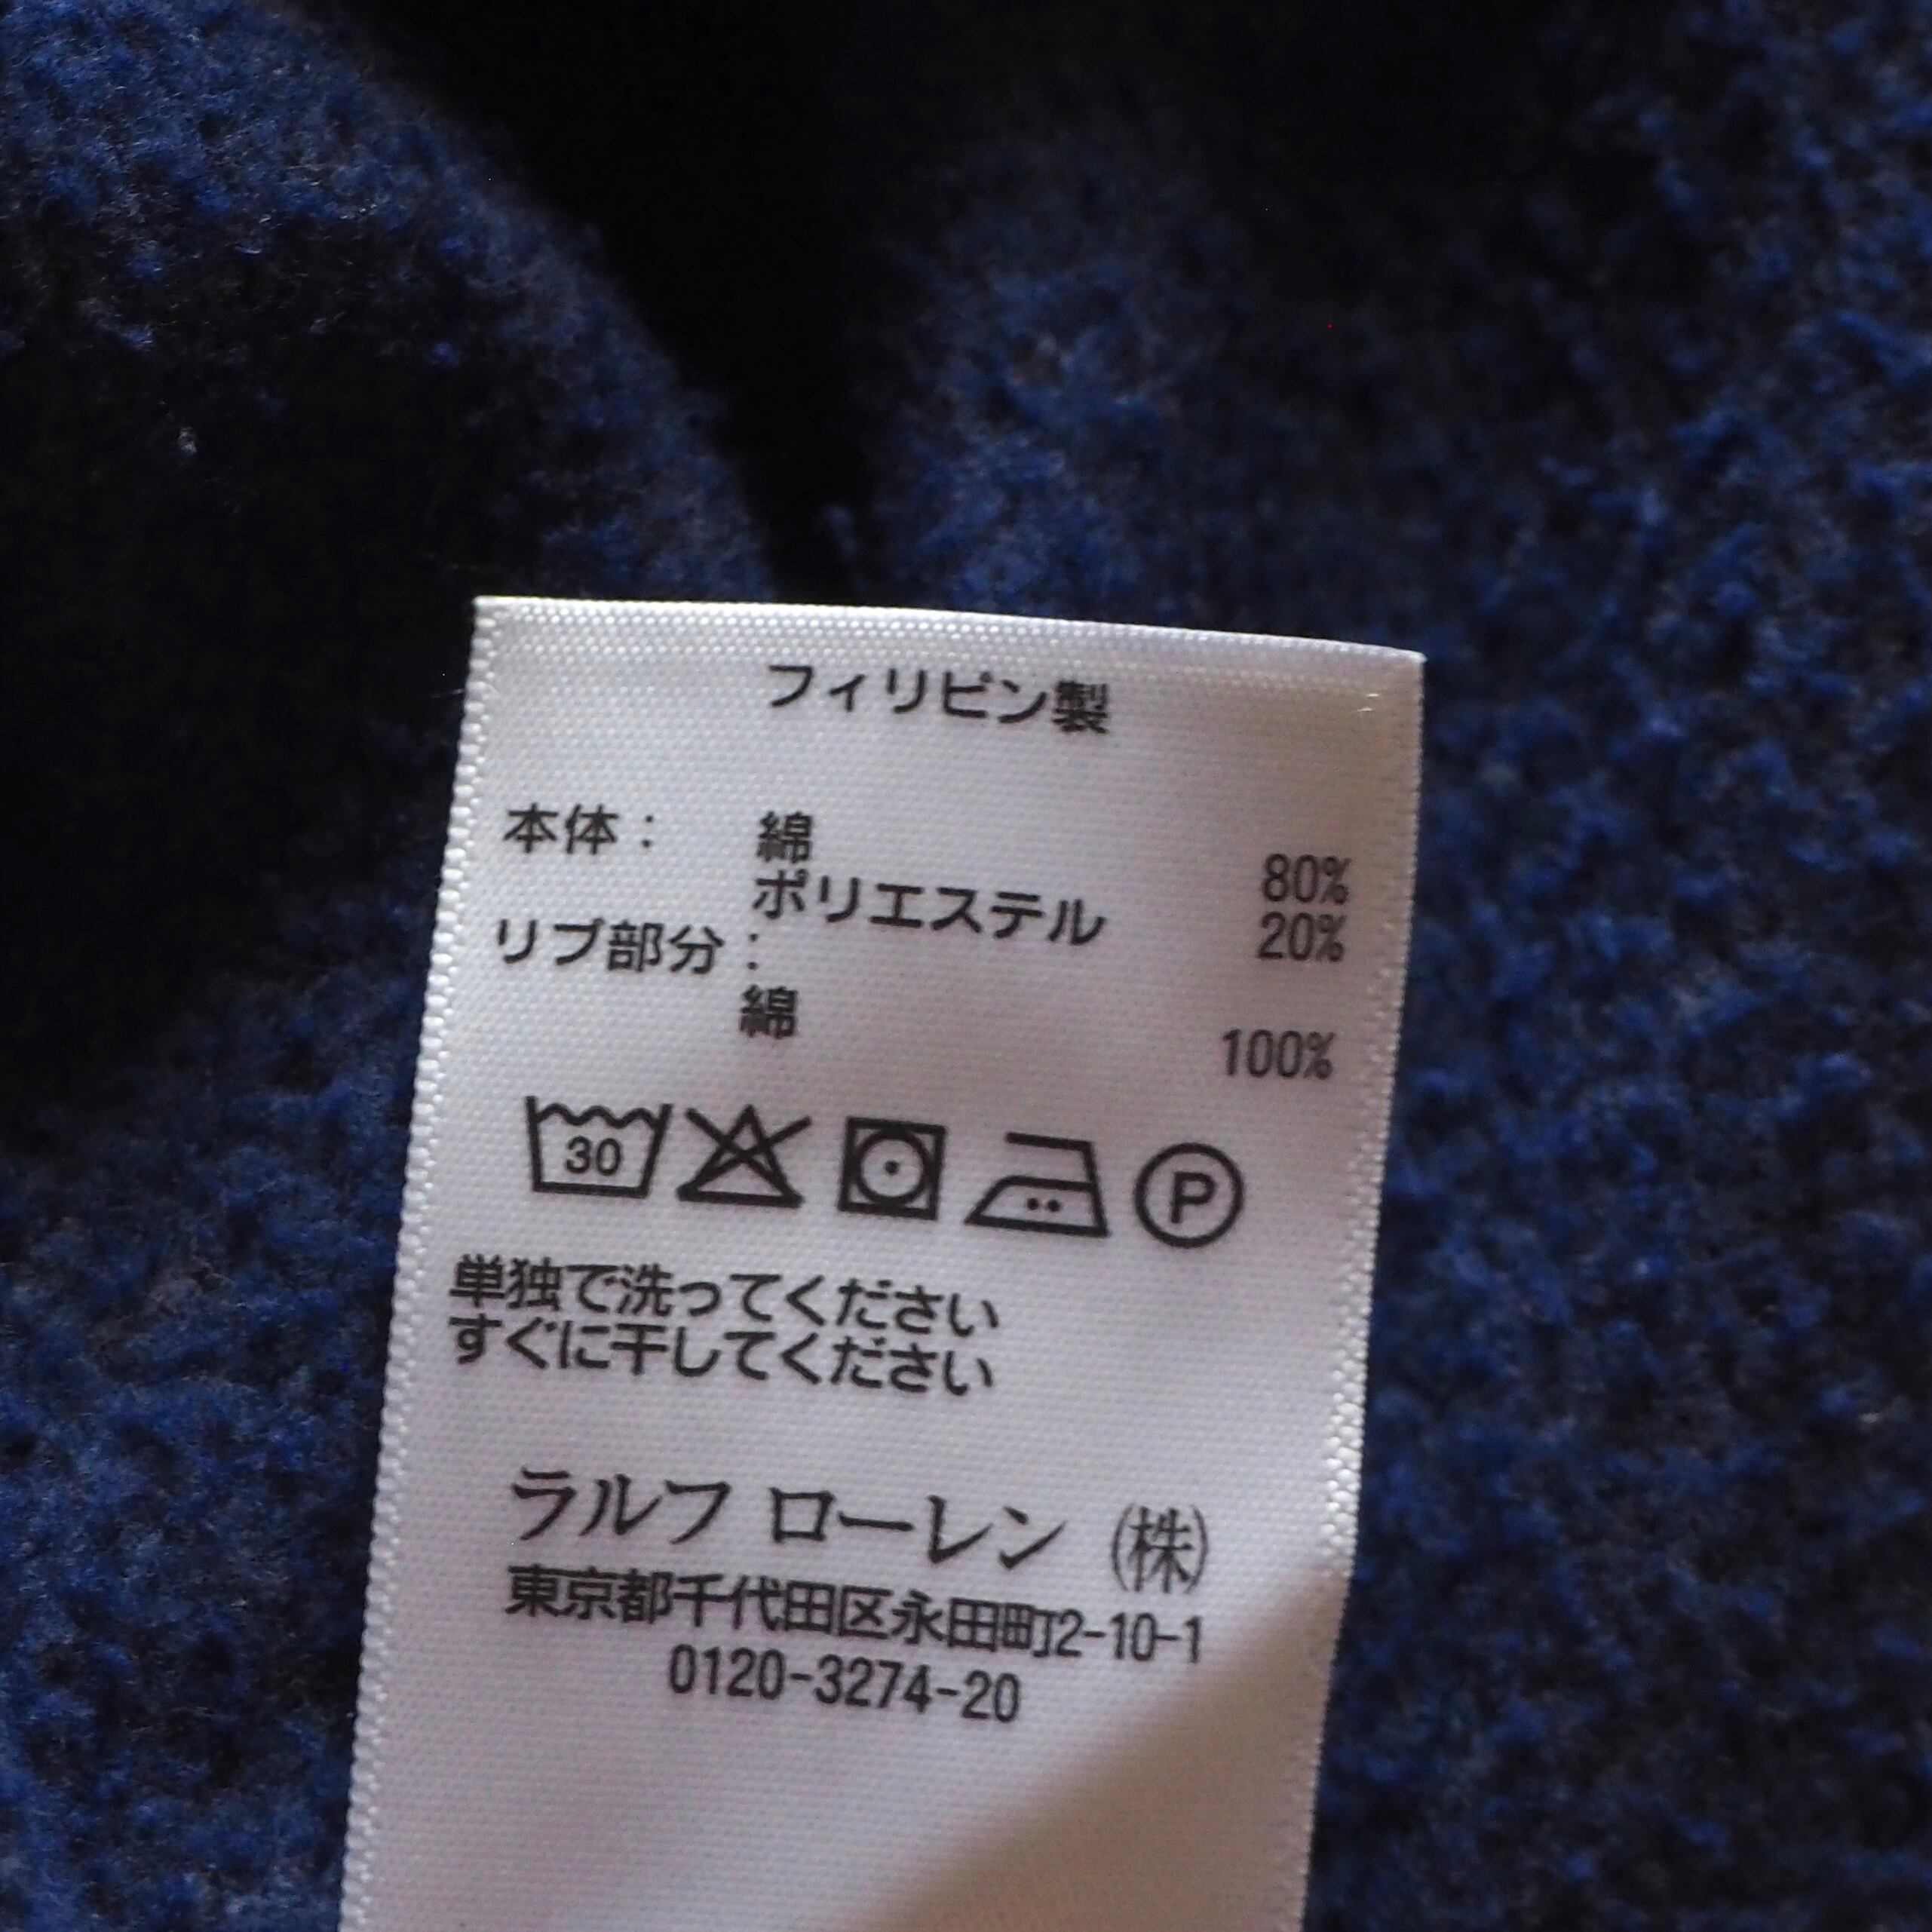 フィリピン製
本体： 綿 80%
ポリエステル 20%
リブ部分：
綿 100%
30 P
単独で洗ってください
すぐに干してください
ラルフ ローレン (株)
東京都千代田区永田町2-10-1
0120-3274-20